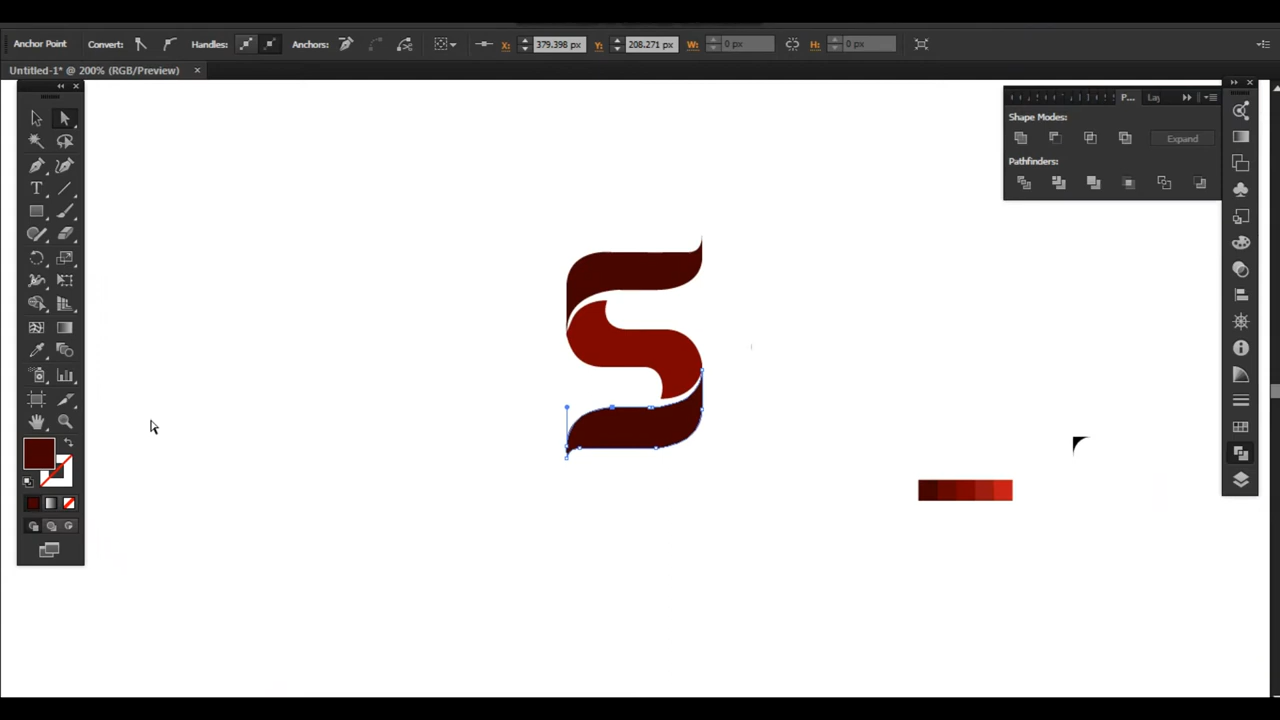 Anchor Point Convert: Handles: Anchors: X: 379.398 px Y: 208.271 px W: 0 px H: 0 px
Untitled-1* @ 200% (RGB/Preview) ×
P... Lay
Shape Modes:
Expand
Pathfinders:
T
S